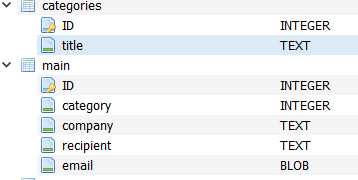 categories
ID INTEGER
title TEXT
main
ID INTEGER
category INTEGER
company TEXT
recipient TEXT
email BLOB